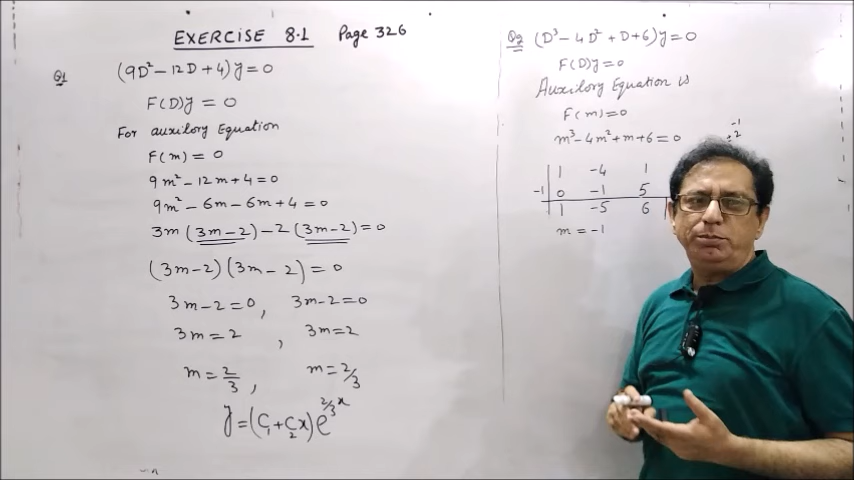 EXERCISE 8.1 Page 326
Q1 (9D² - 12D + 4)y = 0
F(D)y = 0
For auxilory Equation
F(m) = 0
9m² - 12m + 4 = 0
9m² - 6m - 6m + 4 = 0
3m(3m-2) - 2(3m-2) = 0
(3m-2)(3m-2) = 0
3m-2=0, 3m-2=0
3m=2, 3m=2
m=2/3, m=2/3
y=(C₁+C₂x)e^(2/3 x)
Q2 (D³ - 4D² + D + 6)y = 0
F(D)y = 0
Auxilory Equation is
F(m) = 0
m³ - 4m² + m + 6 = 0
1 -4 1
-1 0 -1 5
1 -5 6
m = -1